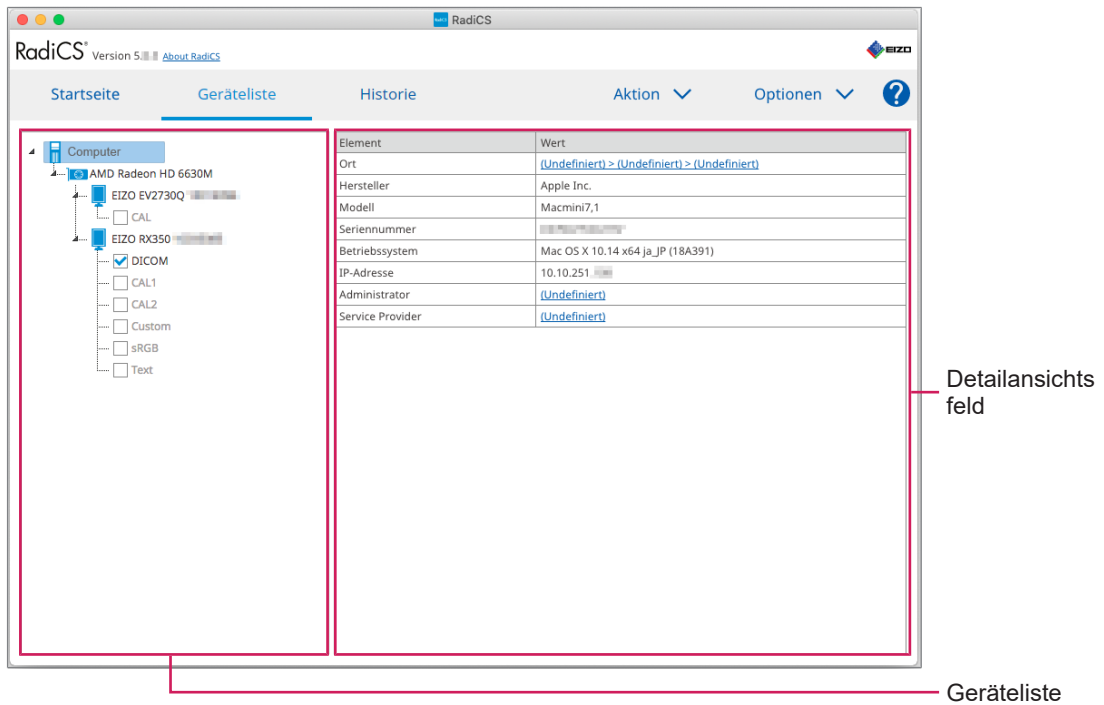 RadiCS
RadiCS® Version 5. About RadiCS
EIZO
Startseite Geräteliste Historie Aktion Optionen ?
Computer
AMD Radeon HD 6630M
EIZO EV2730Q
CAL
EIZO RX350
DICOM
CAL1
CAL2
Custom
sRGB
Text
Element Wert
Ort (Undefiniert) > (Undefiniert) > (Undefiniert)
Hersteller Apple Inc.
Modell Macmini7,1
Seriennummer
Betriebssystem Mac OS X 10.14 x64 ja_JP (18A391)
IP-Adresse 10.10.251.
Administrator (Undefiniert)
Service Provider (Undefiniert)
Detailansichts
feld
Geräteliste